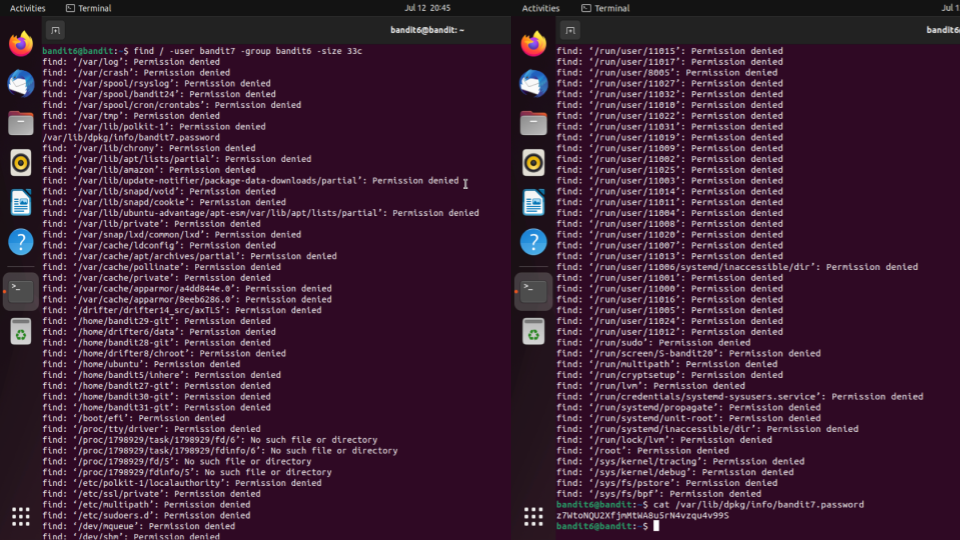 Activities
Terminal
Jul 12 20:45
bandit6@bandit: ~
bandit6@bandit:~$ find / -user bandit7 -group bandit6 -size 33c
find: ‘/var/log’: Permission denied
find: ‘/var/crash’: Permission denied
find: ‘/var/spool/rsyslog’: Permission denied
find: ‘/var/spool/bandit24’: Permission denied
find: ‘/var/spool/cron/crontabs’: Permission denied
find: ‘/var/tmp’: Permission denied
find: ‘/var/lib/polkit-1’: Permission denied
/var/lib/dpkg/info/bandit7.password
find: ‘/var/lib/chrony’: Permission denied
find: ‘/var/lib/apt/lists/partial’: Permission denied
find: ‘/var/lib/amazon’: Permission denied
find: ‘/var/lib/update-notifier/package-data-downloads/partial’: Permission denied
find: ‘/var/lib/snapd/void’: Permission denied
find: ‘/var/lib/snapd/cookie’: Permission denied
find: ‘/var/lib/ubuntu-advantage/apt-esm/var/lib/apt/lists/partial’: Permission denied
find: ‘/var/lib/private’: Permission denied
find: ‘/var/snap/lxd/common/lxd’: Permission denied
find: ‘/var/cache/ldconfig’: Permission denied
find: ‘/var/cache/apt/archives/partial’: Permission denied
find: ‘/var/cache/pollinate’: Permission denied
find: ‘/var/cache/private’: Permission denied
find: ‘/var/cache/apparmor/a4dd844e.0’: Permission denied
find: ‘/var/cache/apparmor/8eeb6286.0’: Permission denied
find: ‘/drifter/drifter14_src/axTLS’: Permission denied
find: ‘/home/bandit29-git’: Permission denied
find: ‘/home/drifter6/data’: Permission denied
find: ‘/home/bandit28-git’: Permission denied
find: ‘/home/drifter8/chroot’: Permission denied
find: ‘/home/ubuntu’: Permission denied
find: ‘/home/bandit5/inhere’: Permission denied
find: ‘/home/bandit27-git’: Permission denied
find: ‘/home/bandit30-git’: Permission denied
find: ‘/home/bandit31-git’: Permission denied
find: ‘/boot/efi’: Permission denied
find: ‘/proc/tty/driver’: Permission denied
find: ‘/proc/1798929/task/1798929/fd/6’: No such file or directory
find: ‘/proc/1798929/task/1798929/fdinfo/6’: No such file or directory
find: ‘/proc/1798929/fd/5’: No such file or directory
find: ‘/proc/1798929/fdinfo/5’: No such file or directory
find: ‘/etc/polkit-1/localauthority’: Permission denied
find: ‘/etc/ssl/private’: Permission denied
find: ‘/etc/multipath’: Permission denied
find: ‘/etc/sudoers.d’: Permission denied
find: ‘/dev/mqueue’: Permission denied
find: ‘/dev/shm’: Permission denied
Activities
Terminal
Jul 1
bandit6
find: ‘/run/user/11015’: Permission denied
find: ‘/run/user/11017’: Permission denied
find: ‘/run/user/8005’: Permission denied
find: ‘/run/user/11027’: Permission denied
find: ‘/run/user/11032’: Permission denied
find: ‘/run/user/11010’: Permission denied
find: ‘/run/user/11022’: Permission denied
find: ‘/run/user/11031’: Permission denied
find: ‘/run/user/11019’: Permission denied
find: ‘/run/user/11009’: Permission denied
find: ‘/run/user/11002’: Permission denied
find: ‘/run/user/11025’: Permission denied
find: ‘/run/user/11003’: Permission denied
find: ‘/run/user/11014’: Permission denied
find: ‘/run/user/11011’: Permission denied
find: ‘/run/user/11004’: Permission denied
find: ‘/run/user/11008’: Permission denied
find: ‘/run/user/11020’: Permission denied
find: ‘/run/user/11007’: Permission denied
find: ‘/run/user/11013’: Permission denied
find: ‘/run/user/11006/systemd/inaccessible/dir’: Permission denied
find: ‘/run/user/11001’: Permission denied
find: ‘/run/user/11000’: Permission denied
find: ‘/run/user/11016’: Permission denied
find: ‘/run/user/11005’: Permission denied
find: ‘/run/user/11024’: Permission denied
find: ‘/run/user/11012’: Permission denied
find: ‘/run/sudo’: Permission denied
find: ‘/run/screen/S-bandit20’: Permission denied
find: ‘/run/multipath’: Permission denied
find: ‘/run/cryptsetup’: Permission denied
find: ‘/run/lvm’: Permission denied
find: ‘/run/credentials/systemd-sysusers.service’: Permission denied
find: ‘/run/systemd/propagate’: Permission denied
find: ‘/run/systemd/unit-root’: Permission denied
find: ‘/run/systemd/inaccessible/dir’: Permission denied
find: ‘/run/lock/lvm’: Permission denied
find: ‘/root’: Permission denied
find: ‘/sys/kernel/tracing’: Permission denied
find: ‘/sys/kernel/debug’: Permission denied
find: ‘/sys/fs/pstore’: Permission denied
find: ‘/sys/fs/bpf’: Permission denied
bandit6@bandit:~$ cat /var/lib/dpkg/info/bandit7.password
z7WtoNQU2XfjmMtWA8u5rN4vzqu4v99S
bandit6@bandit:~$